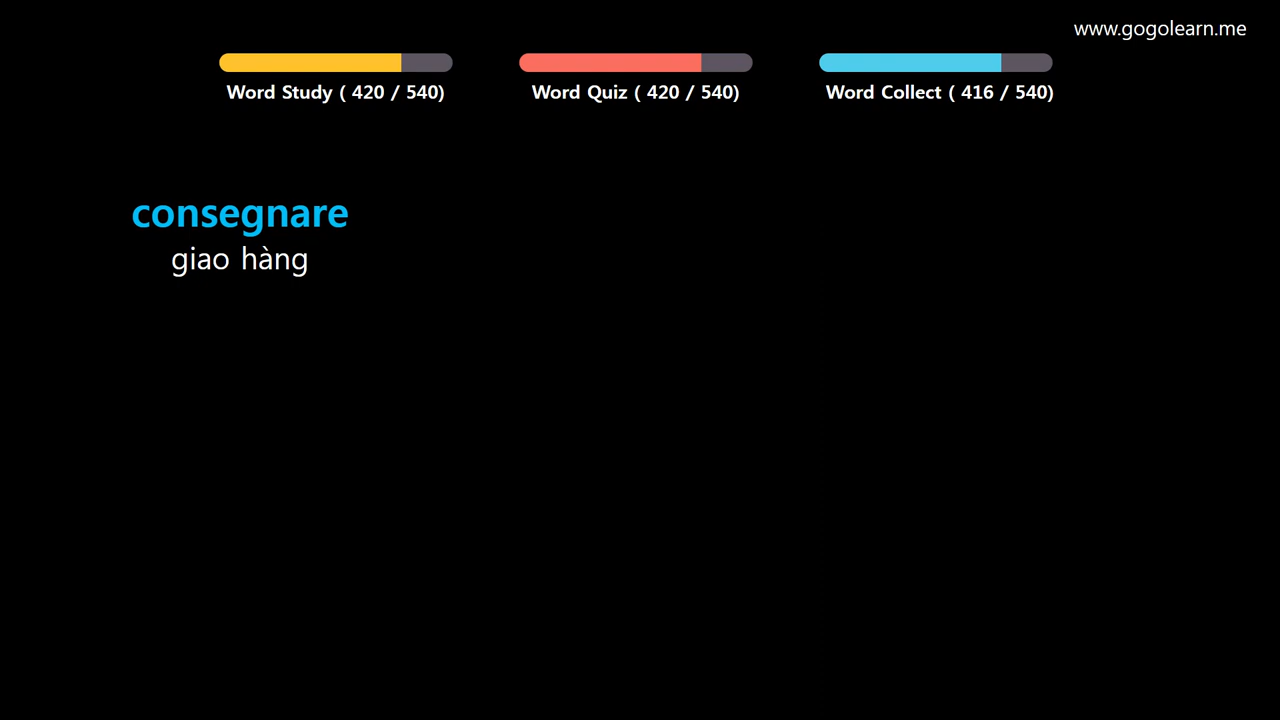 www.gogolearn.me
Word Study ( 420 / 540)
Word Quiz ( 420 / 540)
Word Collect ( 416 / 540)
consegnare
giao hàng